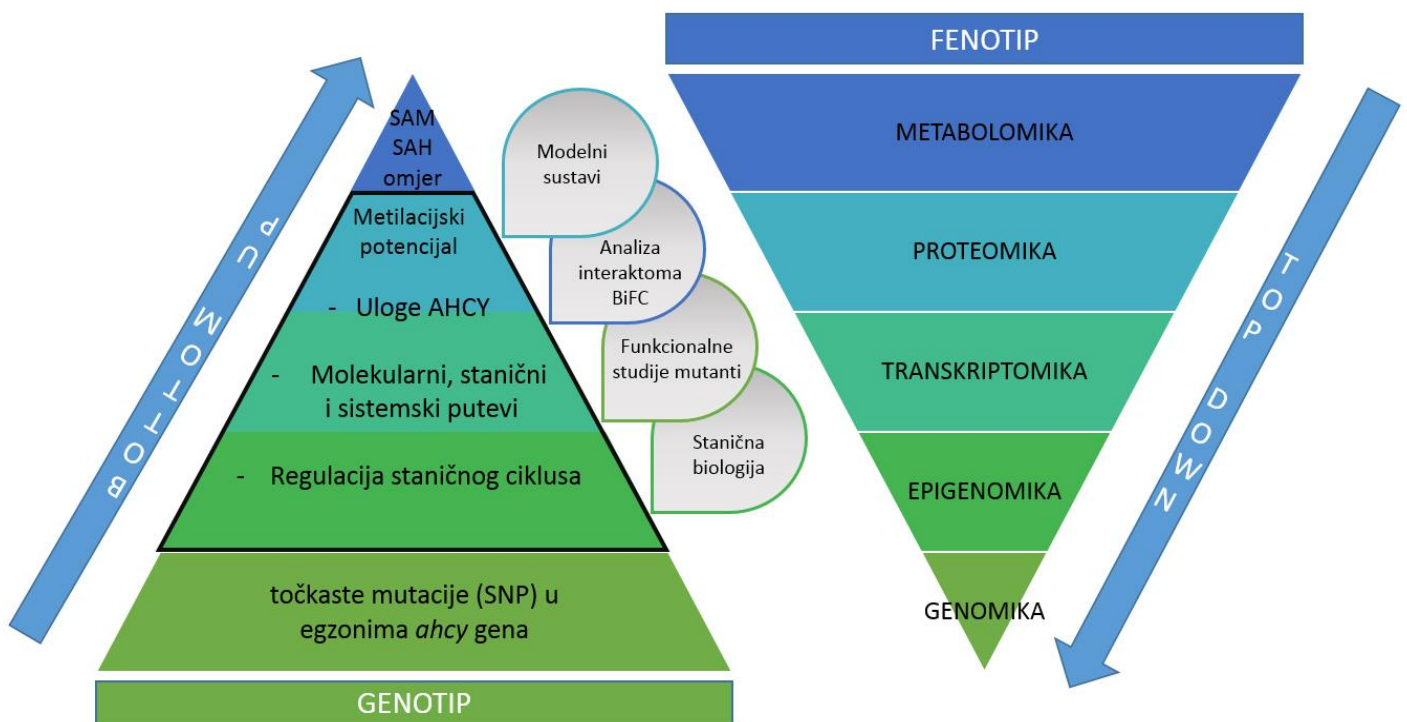 FENOTIP
BOTTOM UP
SAM
SAH
omjer
Metilacijski
potencijal
- Uloge AHCY
- Molekularni, stanični
i sistemski putevi
- Regulacija staničnog ciklusa
točkaste mutacije (SNP) u
egzonima ahcy gena
GENOTIP
Modelni
sustavi
Analiza
interaktoma
BiFC
Funkcionalne
studije mutanti
Stanična
biologija
METABOLOMIKA
PROTEOMIKA
TRANSKRIPTOMIKA
EPIGENOMIKA
GENOMIKA
TOP DOWN